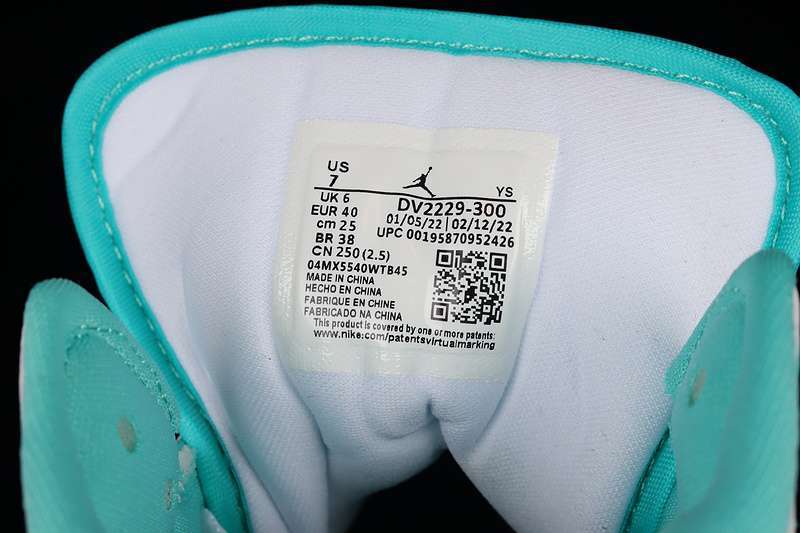 US
7 YS
UK 6 DV2229-300
EUR 40 01/05/22 | 02/12/22
cm 25 UPC 00195870952426
BR 38
CN 250 (2.5)
04MX5540WTB45
MADE IN CHINA
HECHO EN CHINA
FABRIQUE EN CHINE
FABRICADO NA CHINA
This product is covered by one or more patents:
www.nike.com/patentsvirtualmarking